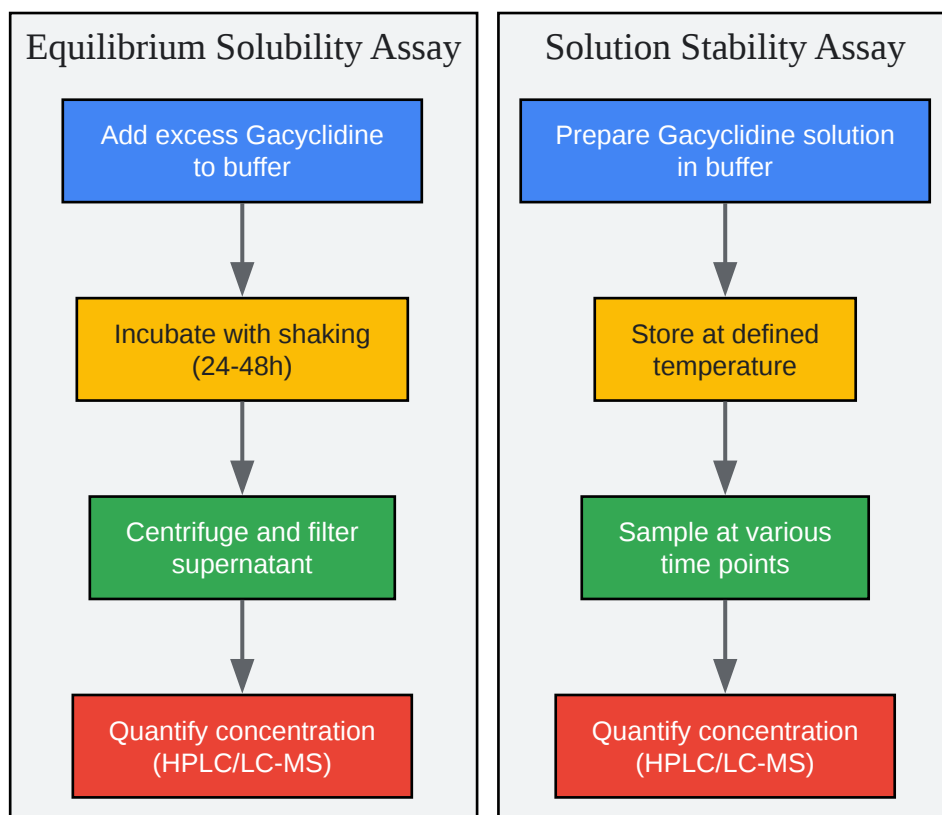 Equilibrium Solubility Assay
Add excess Gacyclidine
to buffer
Incubate with shaking
(24-48h)
Centrifuge and filter
supernatant
Quantify concentration
(HPLC/LC-MS)
Solution Stability Assay
Prepare Gacyclidine solution
in buffer
Store at defined
temperature
Sample at various
time points
Quantify concentration
(HPLC/LC-MS)